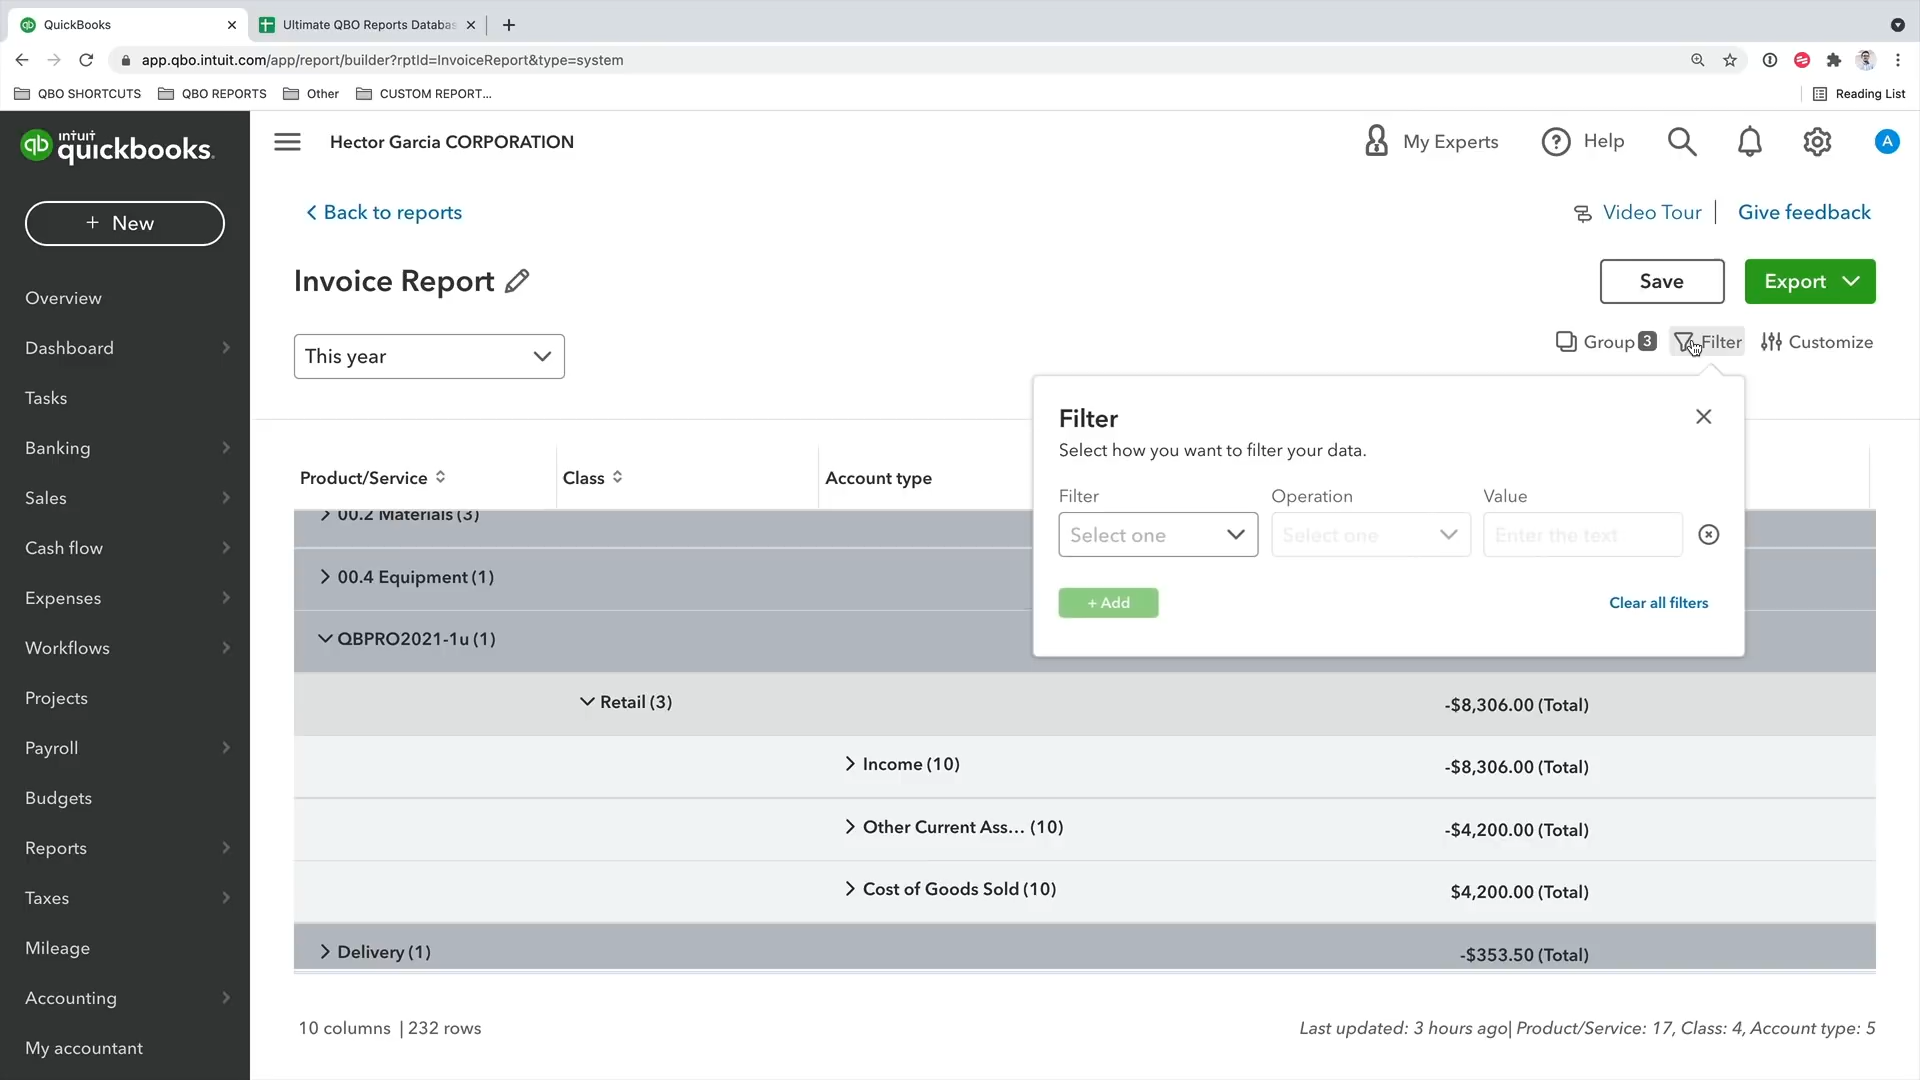 QuickBooks
Ultimate QBO Reports Databas
app.qbo.intuit.com/app/report/builder?rptId=InvoiceReport&type=system
QBO SHORTCUTS
QBO REPORTS
Other
CUSTOM REPORT...
Reading List
intuit
quickbooks.
Hector Garcia CORPORATION
My Experts
Help
A
+ New
Back to reports
Video Tour
Give feedback
Invoice Report
Save
Export
This year
Group 3
Filter
Customize
Overview
Dashboard
Tasks
Banking
Sales
Cash flow
Expenses
Workflows
Projects
Payroll
Budgets
Reports
Taxes
Mileage
Accounting
My accountant
Filter
Select how you want to filter your data.
Filter Operation Value
Select one Select one Enter the text
+ Add
Clear all filters
Product/Service Class Account type
00.2 Materials (3)
00.4 Equipment (1)
QBPRO2021-1u (1)
Retail (3) -$8,306.00 (Total)
Income (10) -$8,306.00 (Total)
Other Current Ass... (10) -$4,200.00 (Total)
Cost of Goods Sold (10) $4,200.00 (Total)
Delivery (1) -$353.50 (Total)
10 columns | 232 rows
Last updated: 3 hours ago| Product/Service: 17, Class: 4, Account type: 5